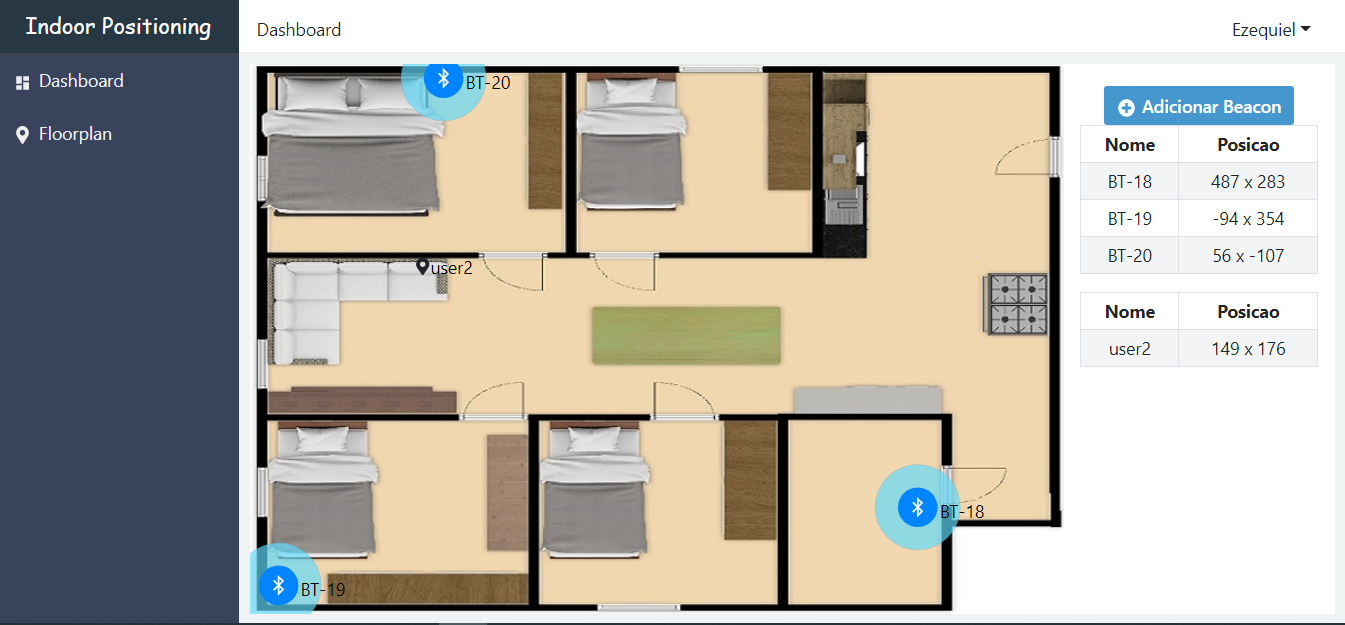 Indoor Positioning
Dashboard
Ezequiel
Dashboard
Floorplan
BT-20
user2
BT-18
BT-19
Adicionar Beacon
Nome Posicao
BT-18 487 x 283
BT-19 -94 x 354
BT-20 56 x -107
Nome Posicao
user2 149 x 176